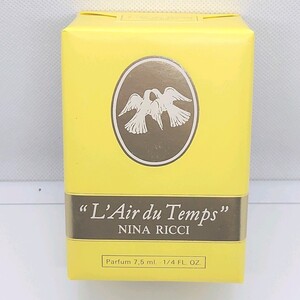 "L'Air du Temps"
NINA RICCI
Parfum 7,5 ml. - 1/4 FL. OZ.